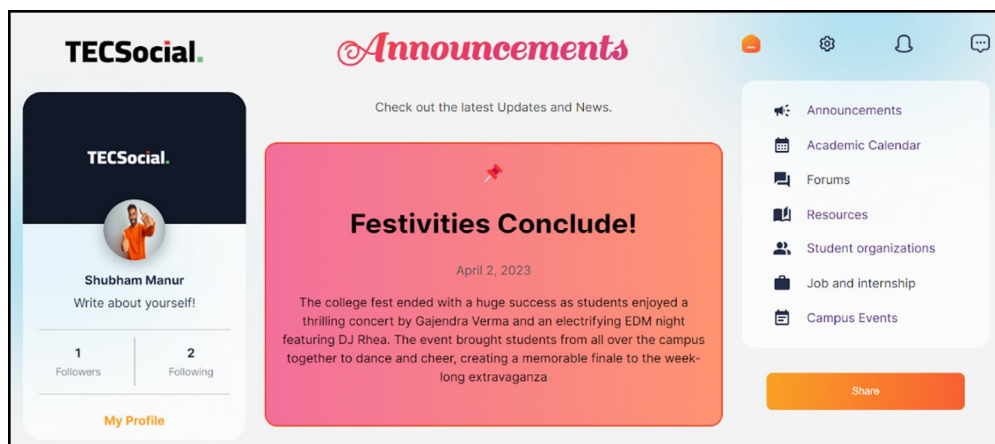 TECSocial.
TECSocial.
Shubham Manur
Write about yourself!
1
Followers
2
Following
My Profile
Announcements
Check out the latest Updates and News.
Festivities Conclude!
April 2, 2023
The college fest ended with a huge success as students enjoyed a
thrilling concert by Gajendra Verma and an electrifying EDM night
featuring DJ Rhea. The event brought students from all over the campus
together to dance and cheer, creating a memorable finale to the week-
long extravaganza
Announcements
Academic Calendar
Forums
Resources
Student organizations
Job and internship
Campus Events
Share